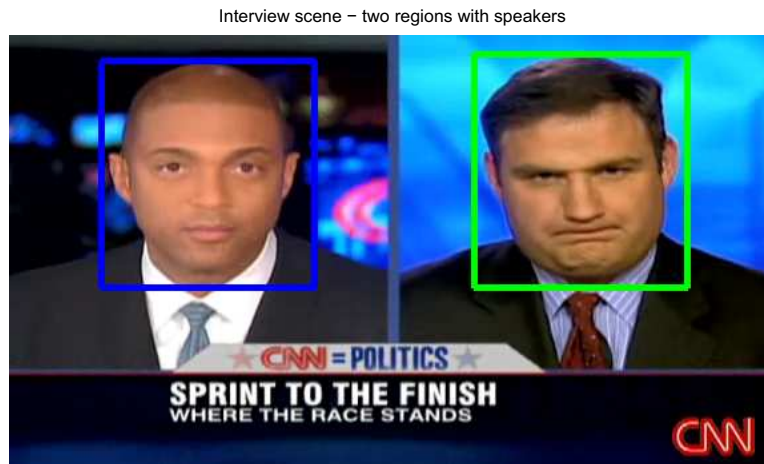 Interview scene − two regions with speakers
CNN = POLITICS
SPRINT TO THE FINISH
WHERE THE RACE STANDS
CNN